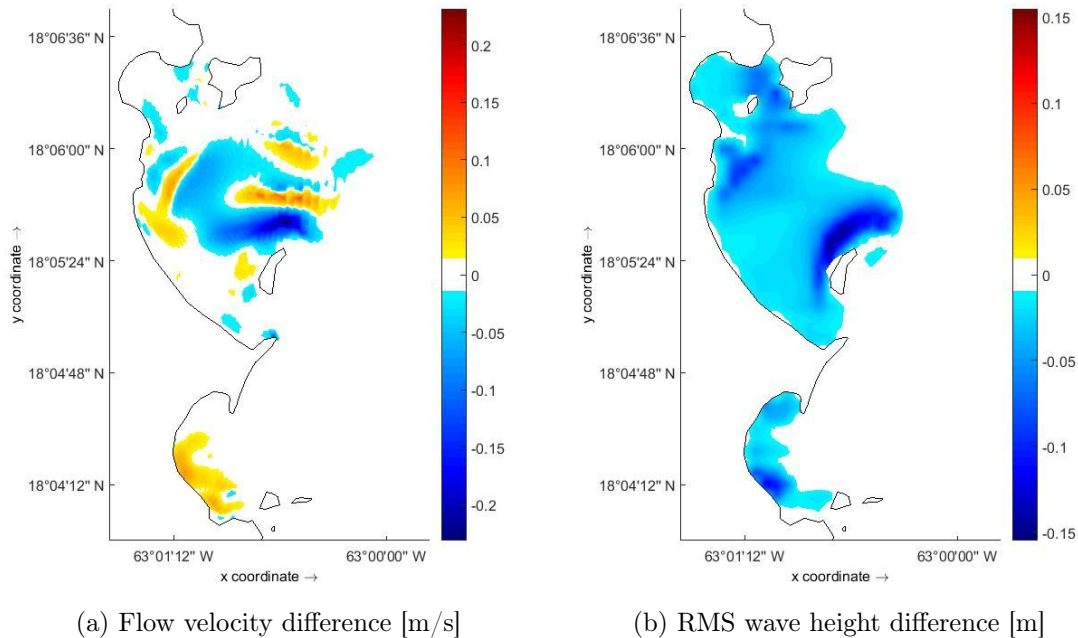 18°06'36" N
18°06'00" N
18°05'24" N
18°04'48" N
18°04'12" N
y coordinate →
63°01'12" W
63°00'00" W
x coordinate →
0.2
0.15
0.1
0.05
0
-0.05
-0.1
-0.15
-0.2
(a) Flow velocity difference [m/s]
18°06'36" N
18°06'00" N
18°05'24" N
18°04'48" N
18°04'12" N
y coordinate →
63°01'12" W
63°00'00" W
x coordinate →
0.15
0.10
0.05
0
-0.05
-0.10
-0.15
(b) RMS wave height difference [m]